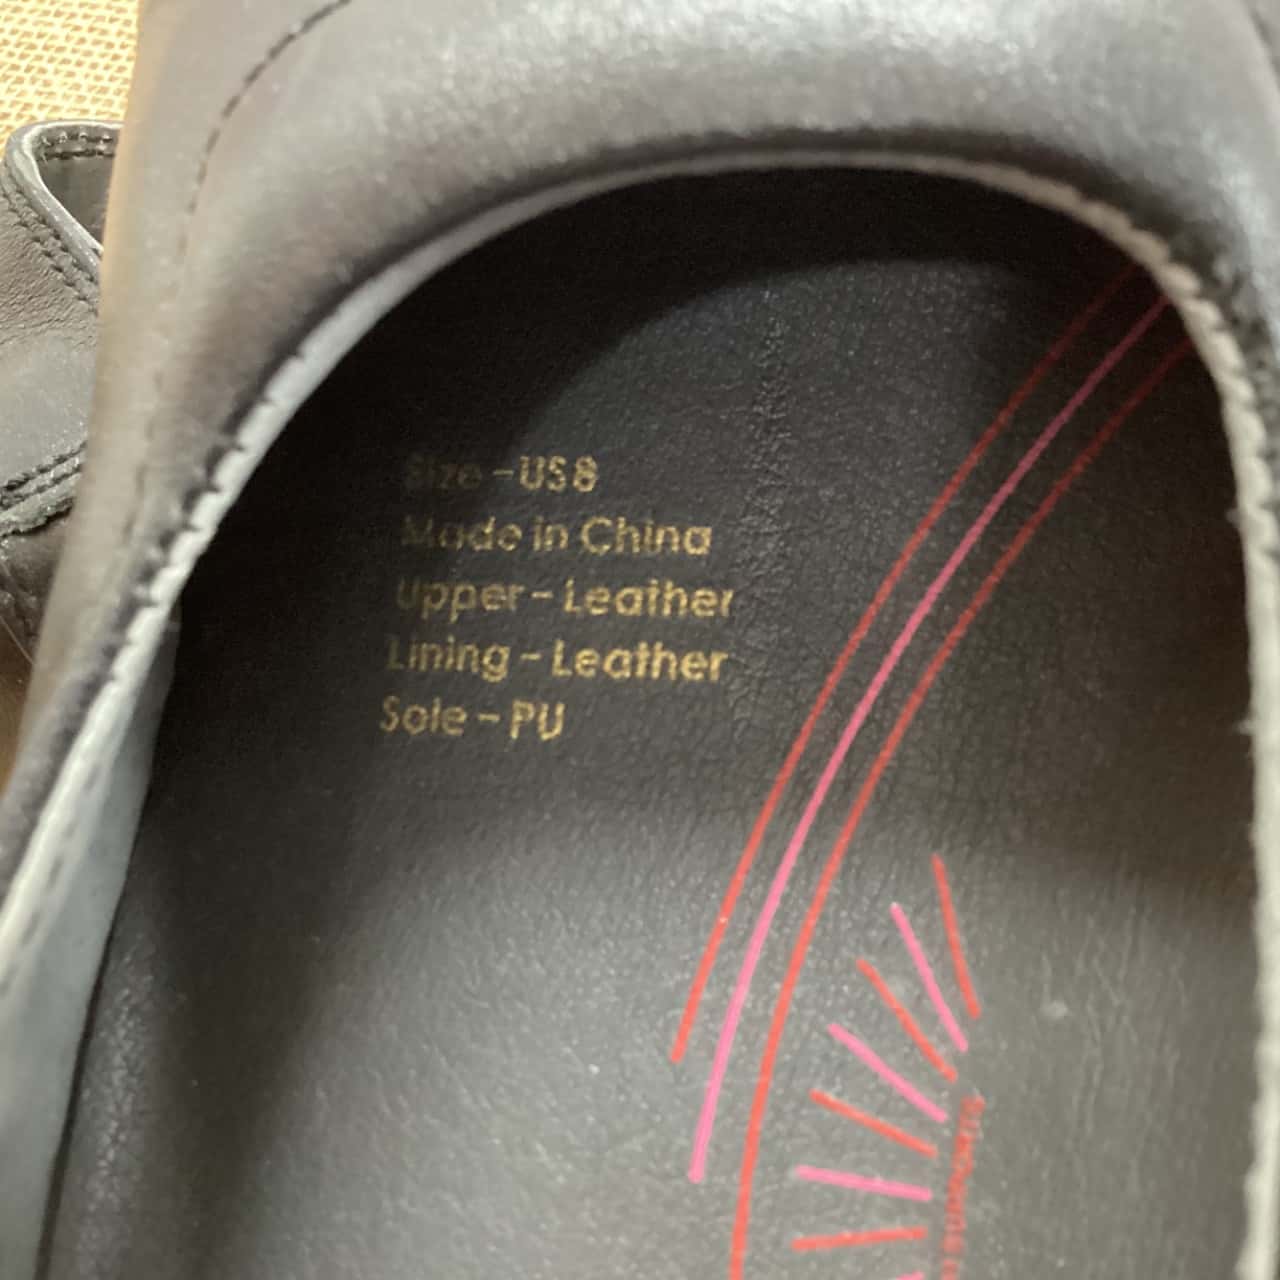 Size - US8
Made in China
Upper - Leather
Lining - Leather
Sole - PU